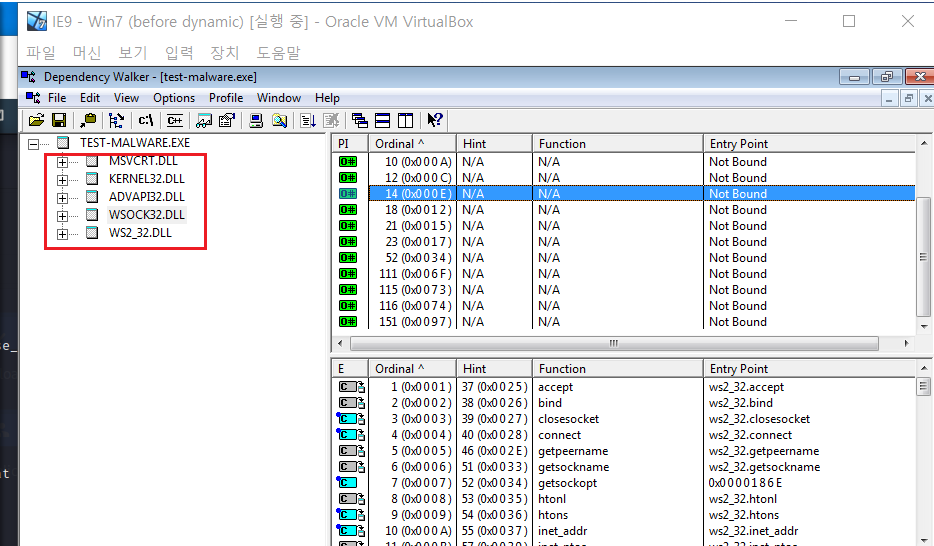 IE9 - Win7 (before dynamic) [실행 중] - Oracle VM VirtualBox
파일 머신 보기 입력 장치 도움말
Dependency Walker - [test-malware.exe]
File Edit View Options Profile Window Help
c:\ C++
TEST-MALWARE.EXE
MSVCRT.DLL
KERNEL32.DLL
ADVAPI32.DLL
WSOCK32.DLL
WS2_32.DLL
PI Ordinal ^ Hint Function Entry Point
O# 10 (0x000A) N/A N/A Not Bound
O# 12 (0x000C) N/A N/A Not Bound
O# 14 (0x000E) N/A N/A Not Bound
O# 18 (0x0012) N/A N/A Not Bound
O# 21 (0x0015) N/A N/A Not Bound
O# 23 (0x0017) N/A N/A Not Bound
O# 52 (0x0034) N/A N/A Not Bound
O# 111 (0x006F) N/A N/A Not Bound
O# 115 (0x0073) N/A N/A Not Bound
O# 116 (0x0074) N/A N/A Not Bound
O# 151 (0x0097) N/A N/A Not Bound
E Ordinal ^ Hint Function Entry Point
C 1 (0x0001) 37 (0x0025) accept ws2_32.accept
C 2 (0x0002) 38 (0x0026) bind ws2_32.bind
C 3 (0x0003) 39 (0x0027) closesocket ws2_32.closesocket
C 4 (0x0004) 40 (0x0028) connect ws2_32.connect
C 5 (0x0005) 46 (0x002E) getpeername ws2_32.getpeername
C 6 (0x0006) 51 (0x0033) getsockname ws2_32.getsockname
C 7 (0x0007) 52 (0x0034) getsockopt 0x0000186E
C 8 (0x0008) 53 (0x0035) htonl ws2_32.htonl
C 9 (0x0009) 54 (0x0036) htons ws2_32.htons
C 10 (0x000A) 55 (0x0037) inet_addr ws2_32.inet_addr
se_
nt